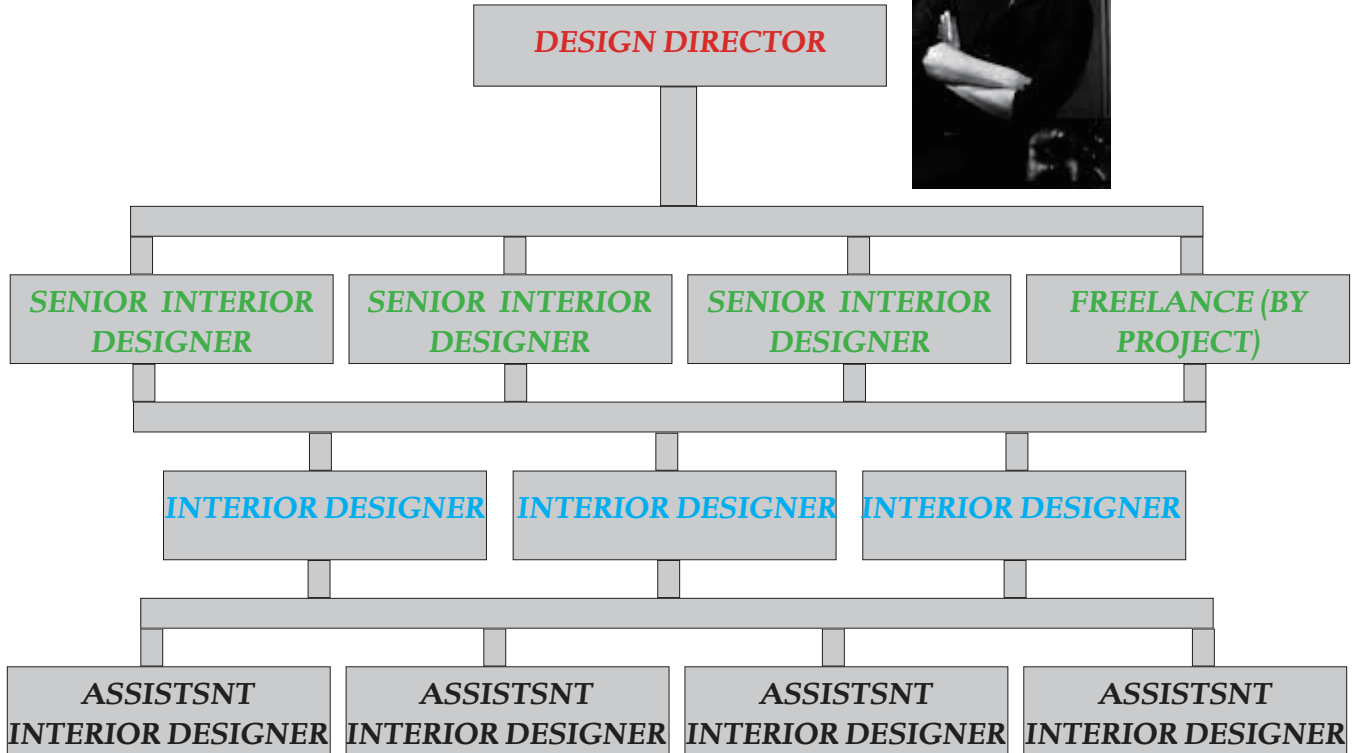 DESIGN DIRECTOR
SENIOR INTERIOR
DESIGNER
SENIOR INTERIOR
DESIGNER
SENIOR INTERIOR
DESIGNER
FREELANCE (BY
PROJECT)
INTERIOR DESIGNER
INTERIOR DESIGNER
INTERIOR DESIGNER
ASSISTSNT
INTERIOR DESIGNER
ASSISTSNT
INTERIOR DESIGNER
ASSISTSNT
INTERIOR DESIGNER
ASSISTSNT
INTERIOR DESIGNER